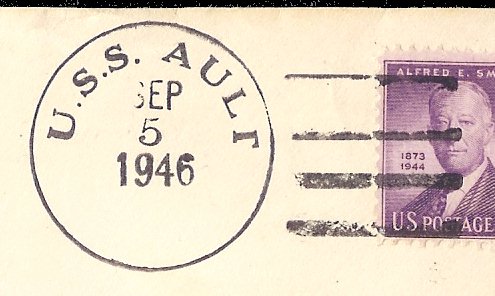 U.S.S. AULT
SEP
5
1946
ALFRED E. SM
1873
1944
US POSTAGE